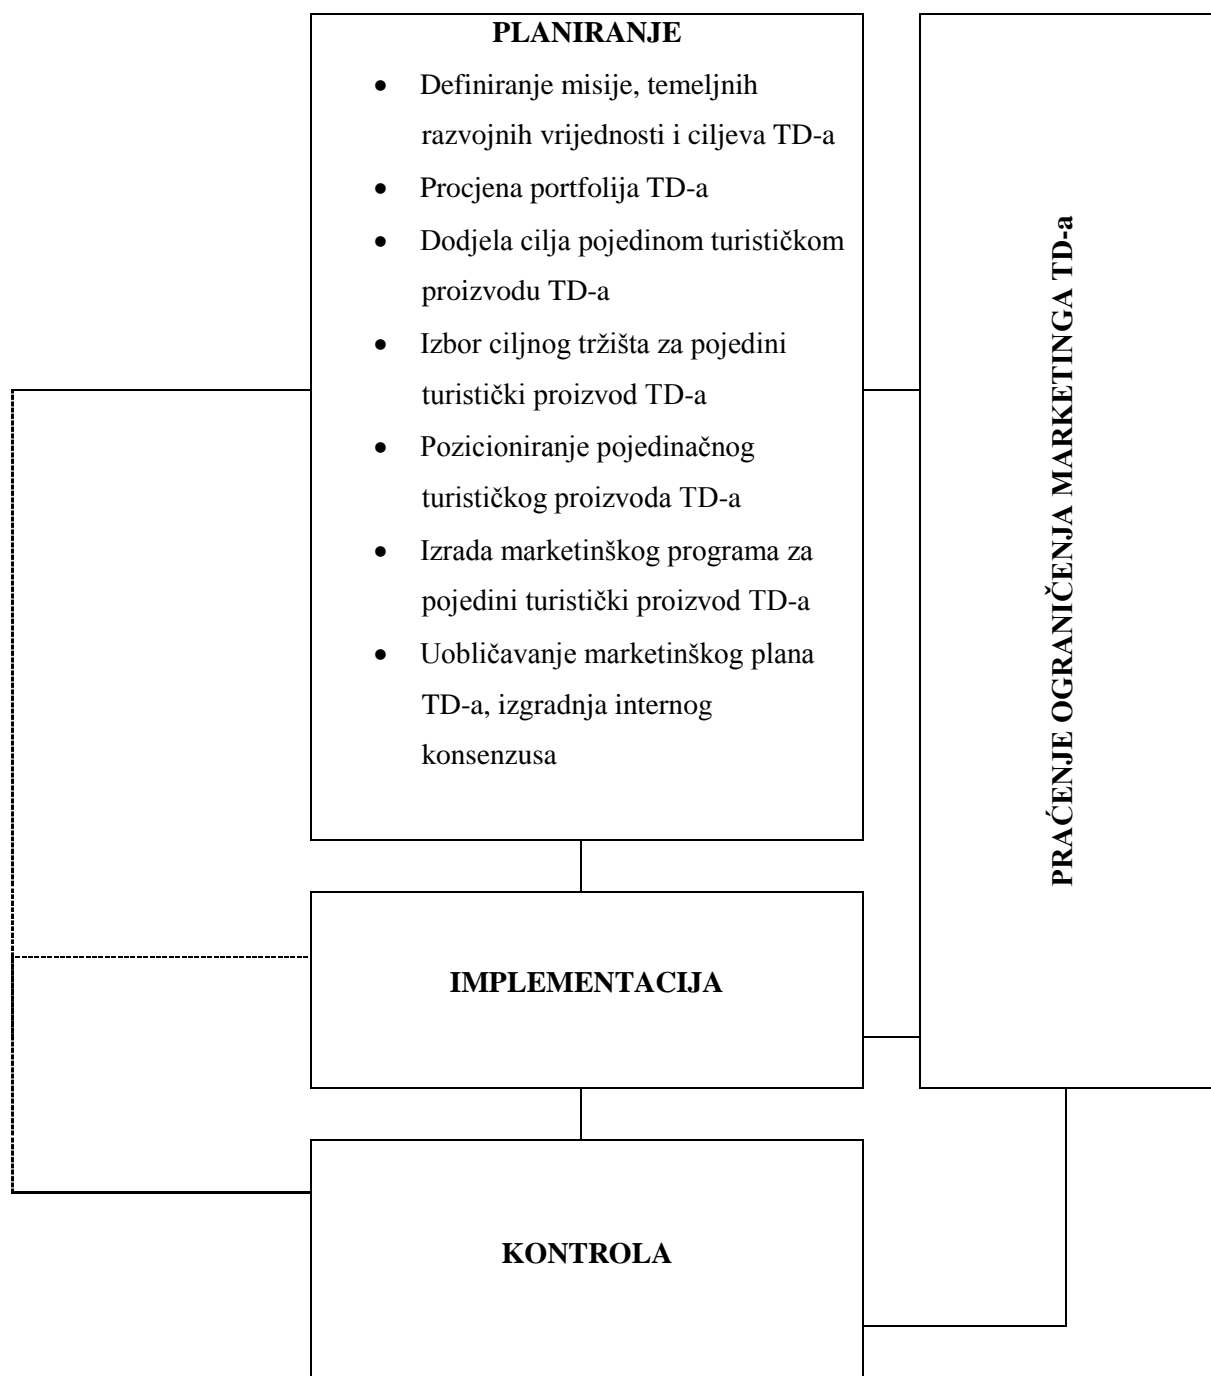 PLANIRANJE
• Definiranje misije, temeljnih
razvojnih vrijednosti i ciljeva TD-a
• Procjena portfolija TD-a
• Dodjela cilja pojedinom turističkom
proizvodu TD-a
• Izbor ciljnog tržišta za pojedini
turistički proizvod TD-a
• Pozicioniranje pojedinačnog
turističkog proizvoda TD-a
• Izrada marketinškog programa za
pojedini turistički proizvod TD-a
• Uobličavanje marketinškog plana
TD-a, izgradnja internog
konsenzusa
IMPLEMENTACIJA
KONTROLA
PRAĆENJE OGRANIČENJA MARKETINGA TD-a